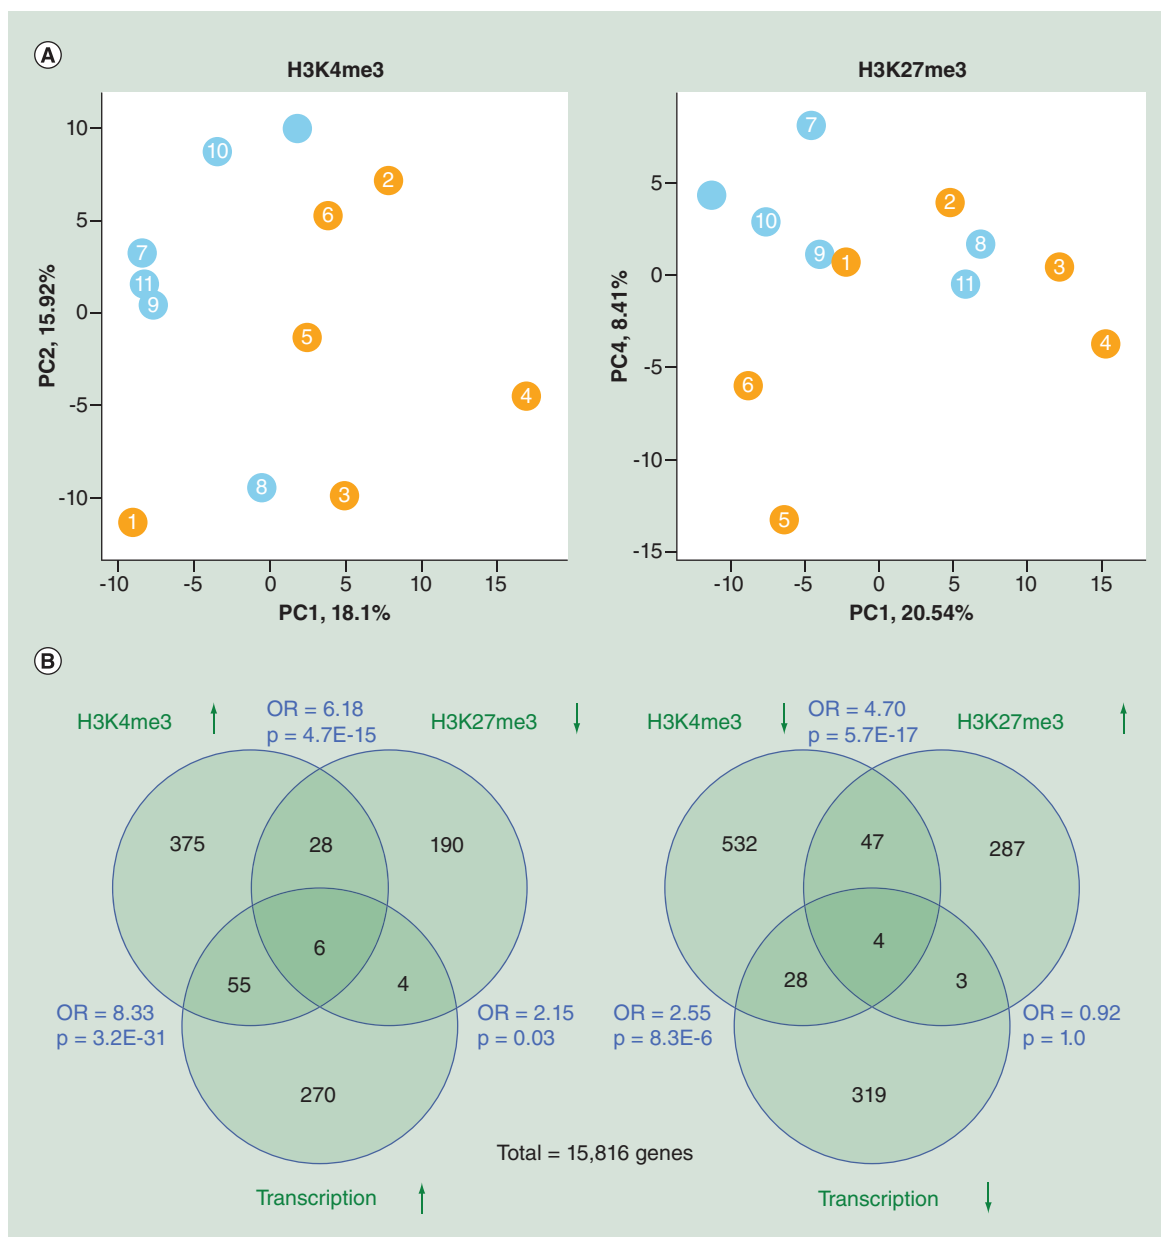 A
H3K4me3
10
5
0
-5
-10
PC2, 15.92%
10
2
6
7
11
9
5
4
8
3
1
-10
-5
0
5
10
15
PC1, 18.1%
H3K27me3
5
0
-5
-10
-15
PC4, 8.41%
7
2
10
8
9
1
3
11
4
6
5
-10
-5
0
5
10
15
PC1, 20.54%
B
H3K4me3
OR = 6.18
p = 4.7E-15
H3K27me3
375
28
190
6
55
4
OR = 8.33
p = 3.2E-31
OR = 2.15
p = 0.03
270
Transcription
H3K4me3
OR = 4.70
p = 5.7E-17
H3K27me3
532
47
287
4
28
3
OR = 2.55
p = 8.3E-6
OR = 0.92
p = 1.0
319
Total = 15,816 genes
Transcription